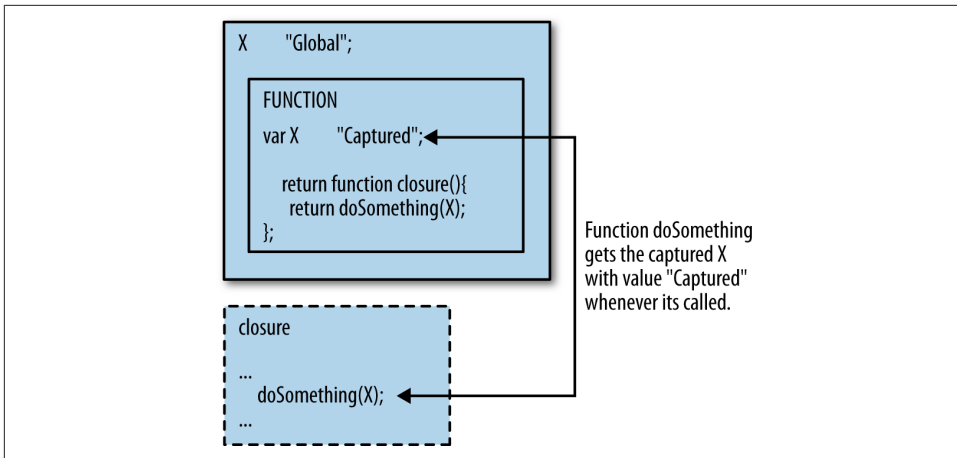 X "Global";
FUNCTION
var X "Captured";
return function closure(){
return doSomething(X);
};
Function doSomething
gets the captured X
with value "Captured"
whenever its called.
closure
...
doSomething(X);
...